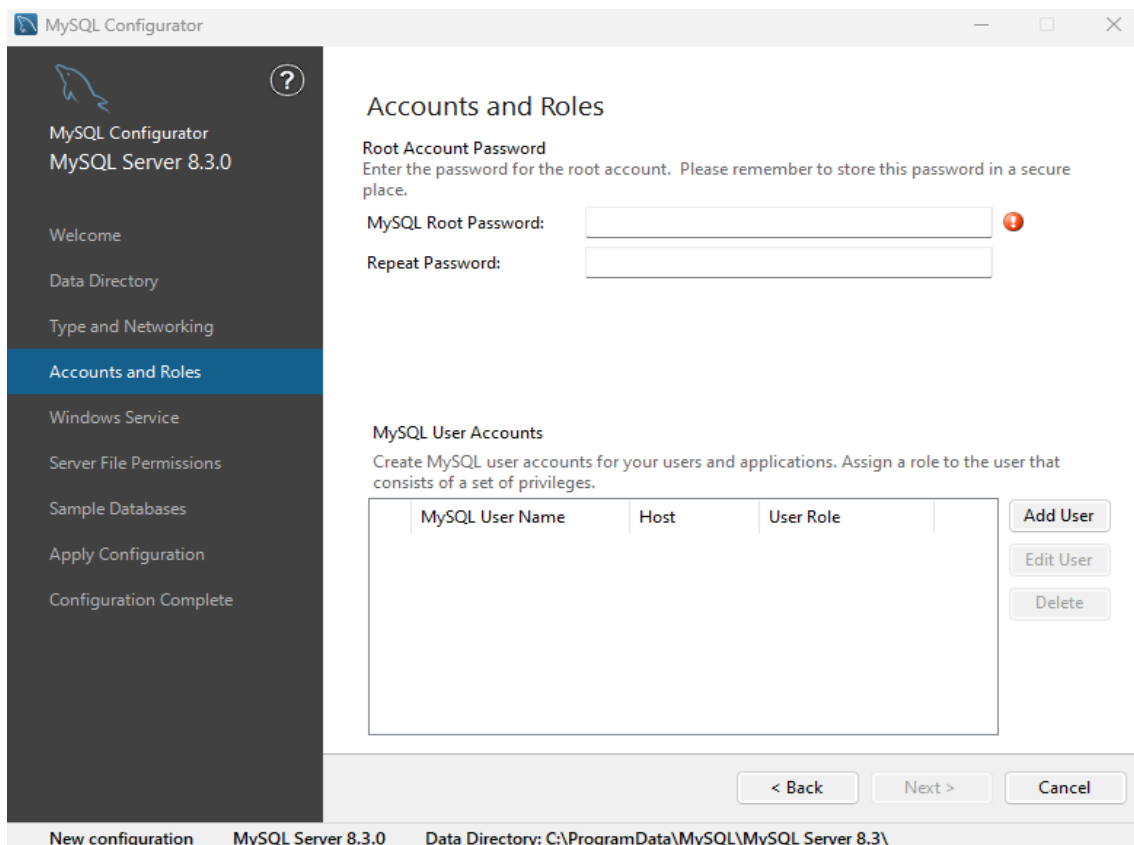 MySQL Configurator
?
MySQL Configurator
MySQL Server 8.3.0
Welcome
Data Directory
Type and Networking
Accounts and Roles
Windows Service
Server File Permissions
Sample Databases
Apply Configuration
Configuration Complete
Accounts and Roles
Root Account Password
Enter the password for the root account.  Please remember to store this password in a secure
place.
MySQL Root Password:
!
Repeat Password:
MySQL User Accounts
Create MySQL user accounts for your users and applications. Assign a role to the user that
consists of a set of privileges.
MySQL User Name Host User Role
Add User
Edit User
Delete
< Back Next > Cancel
New configuration MySQL Server 8.3.0 Data Directory: C:\ProgramData\MySQL\MySQL Server 8.3\